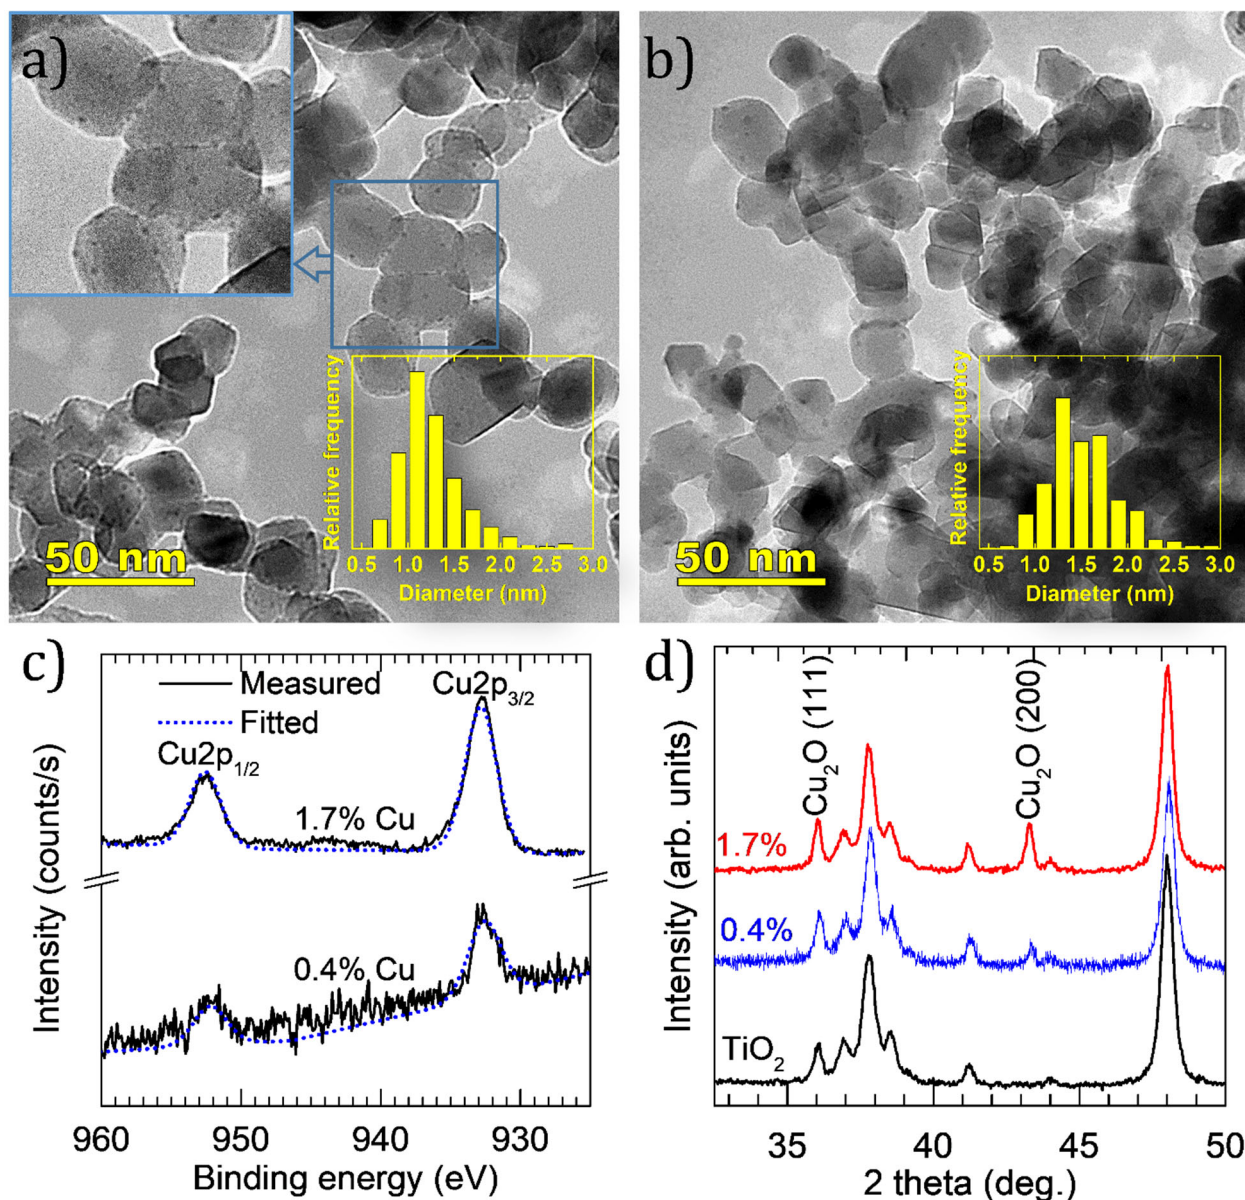 a)
50 nm
Relative frequency
0.5 1.0 1.5 2.0 2.5 3.0
Diameter (nm)
b)
50 nm
Relative frequency
0.5 1.0 1.5 2.0 2.5 3.0
Diameter (nm)
c)
Measured
Fitted
Cu2p3/2
Cu2p1/2
1.7% Cu
0.4% Cu
Intensity (counts/s)
960 950 940 930
Binding energy (eV)
d)
Cu2O (111)
Cu2O (200)
1.7%
0.4%
TiO2
Intensity (arb. units)
35 40 45 50
2 theta (deg.)